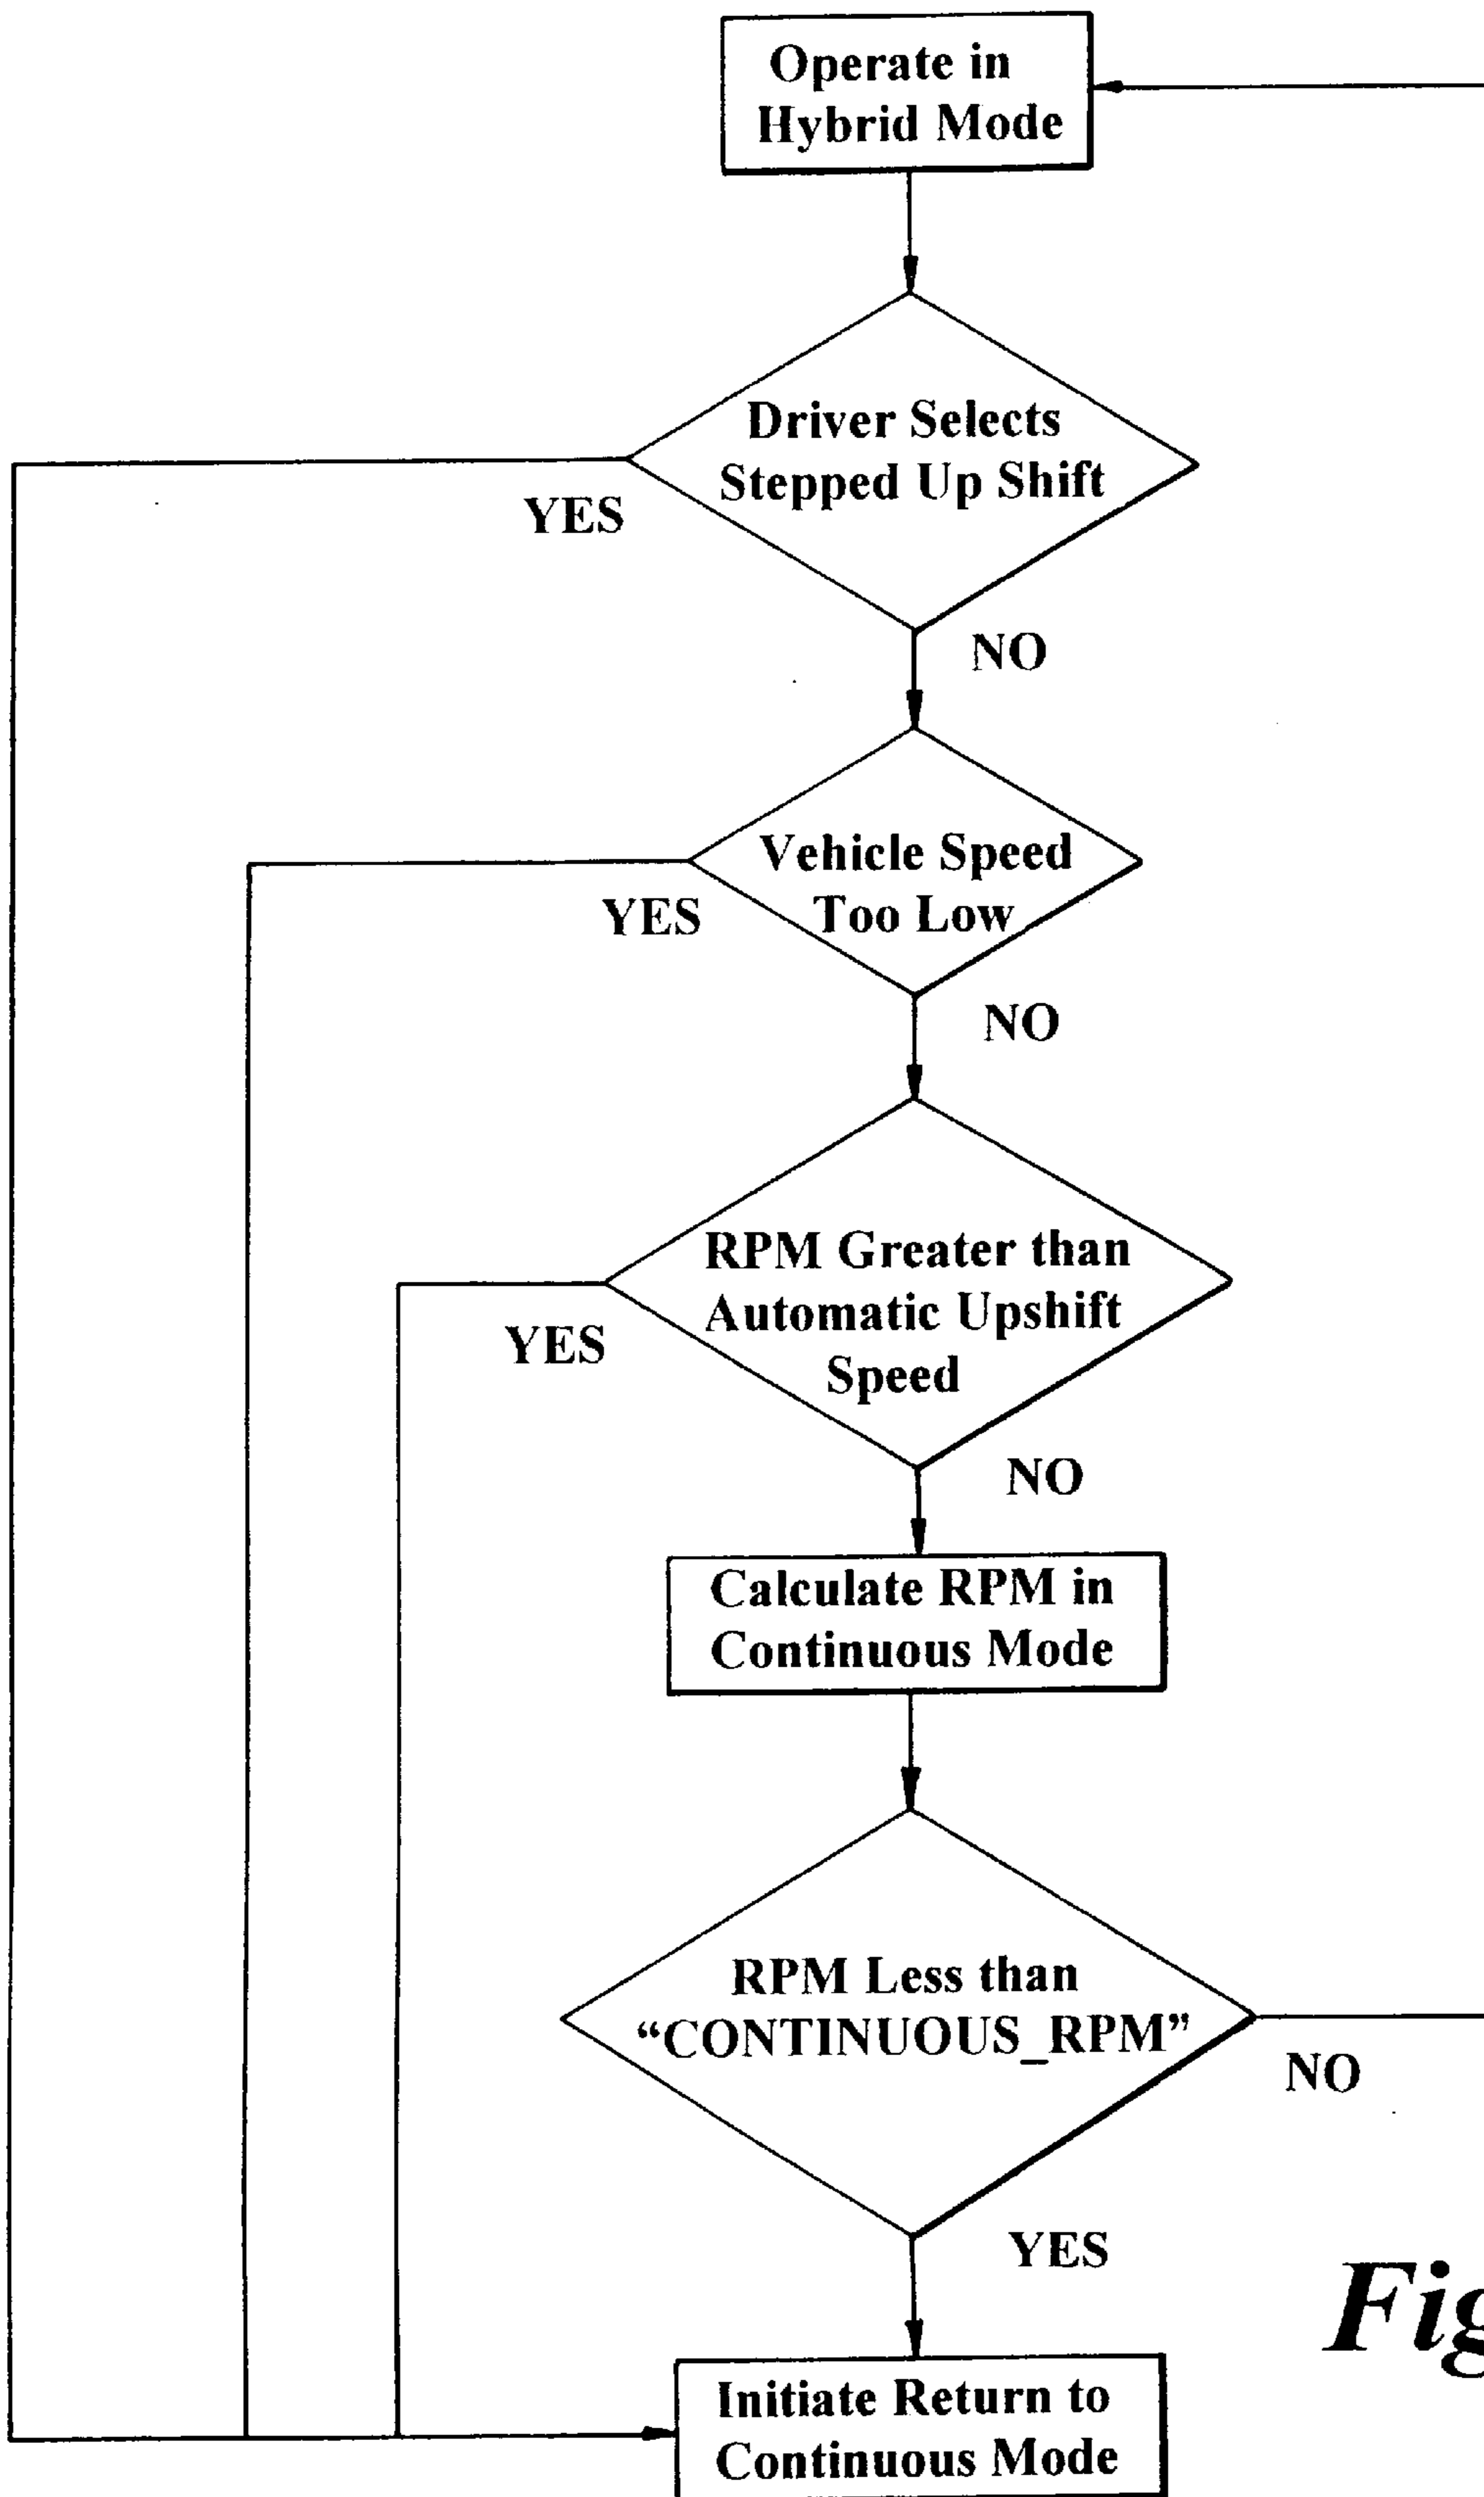 Operate in
Hybrid Mode
Driver Selects
Stepped Up Shift
YES
NO
Vehicle Speed
Too Low
YES
NO
RPM Greater than
Automatic Upshift
Speed
YES
NO
Calculate RPM in
Continuous Mode
RPM Less than
“CONTINUOUS_RPM”
NO
YES
Fig
Initiate Return to
Continuous Mode